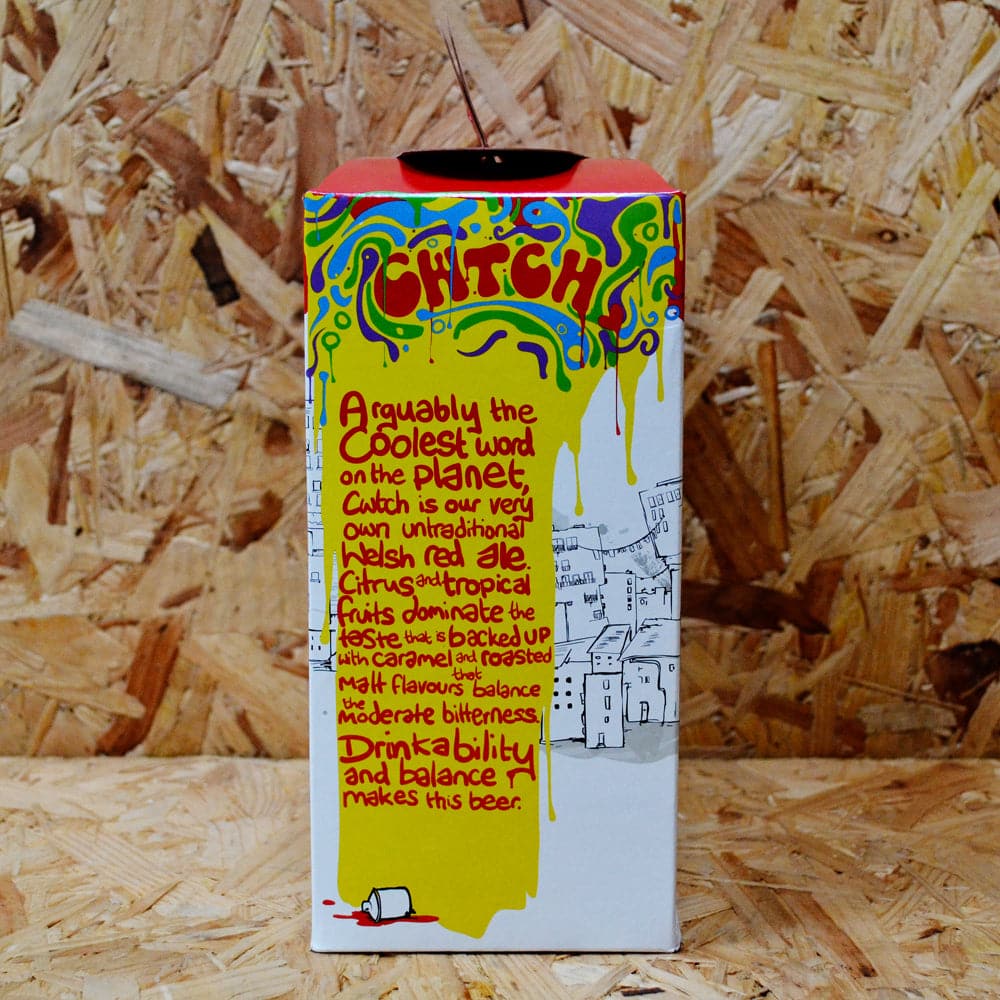 CWTCH
Arguably the
Coolest word
on the planet,
Cwtch is our very
own untraditional
Welsh red ale.
Citrus and tropical
fruits dominate the
taste that is backed up
with caramel and roasted
malt flavours that balance
the moderate bitterness.
Drinkability
and balance
makes this beer.